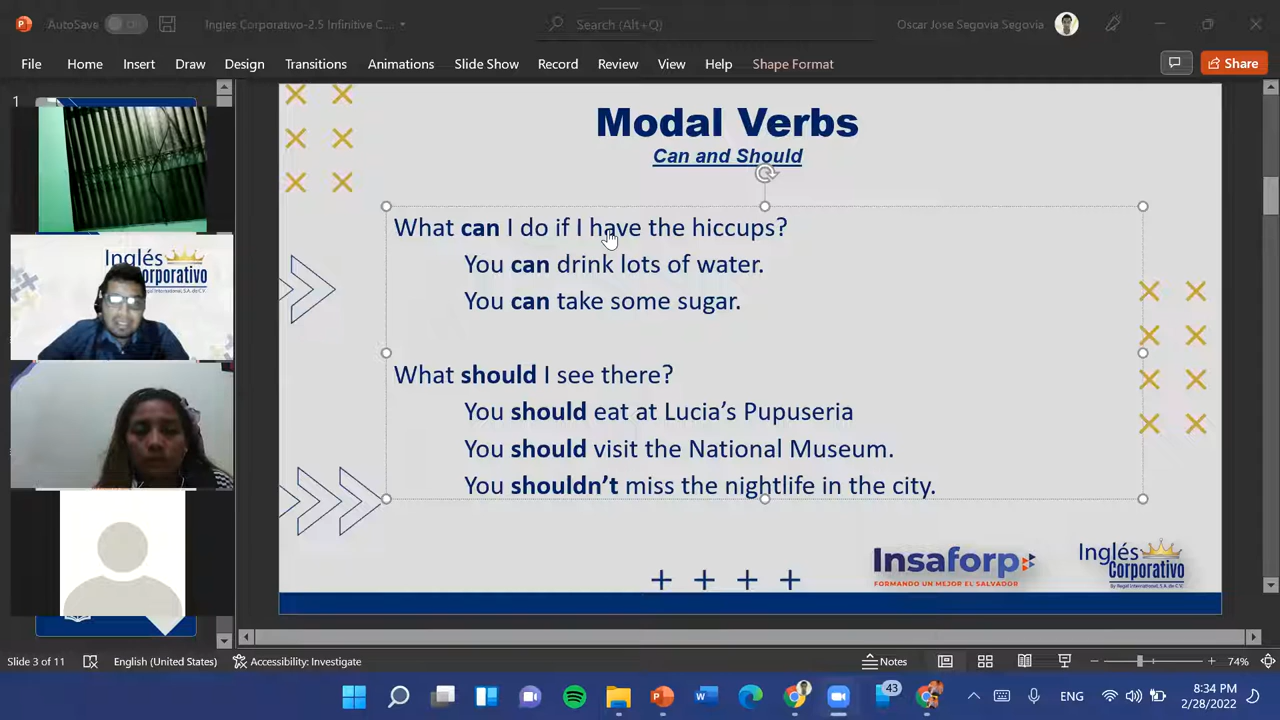 AutoSave
Off
Ingles Corporativo-2.5 Infinitive C...
Search (Alt+Q)
Oscar Jose Segovia Segovia
File
Home
Insert
Draw
Design
Transitions
Animations
Slide Show
Record
Review
View
Help
Shape Format
Share
1
Inglés
Corporativo
Modal Verbs
Can and Should
What can I do if I have the hiccups?
You can drink lots of water.
You can take some sugar.
What should I see there?
You should eat at Lucia's Pupuseria
You should visit the National Museum.
You shouldn't miss the nightlife in the city.
Insaforp
FORMANDO UN MEJOR EL SALVADOR
Inglés
Corporativo
By Regal International, S.A. de C.V.
Slide 3 of 11
English (United States)
Accessibility: Investigate
Notes
74%
43
ENG
8:34 PM
2/28/2022